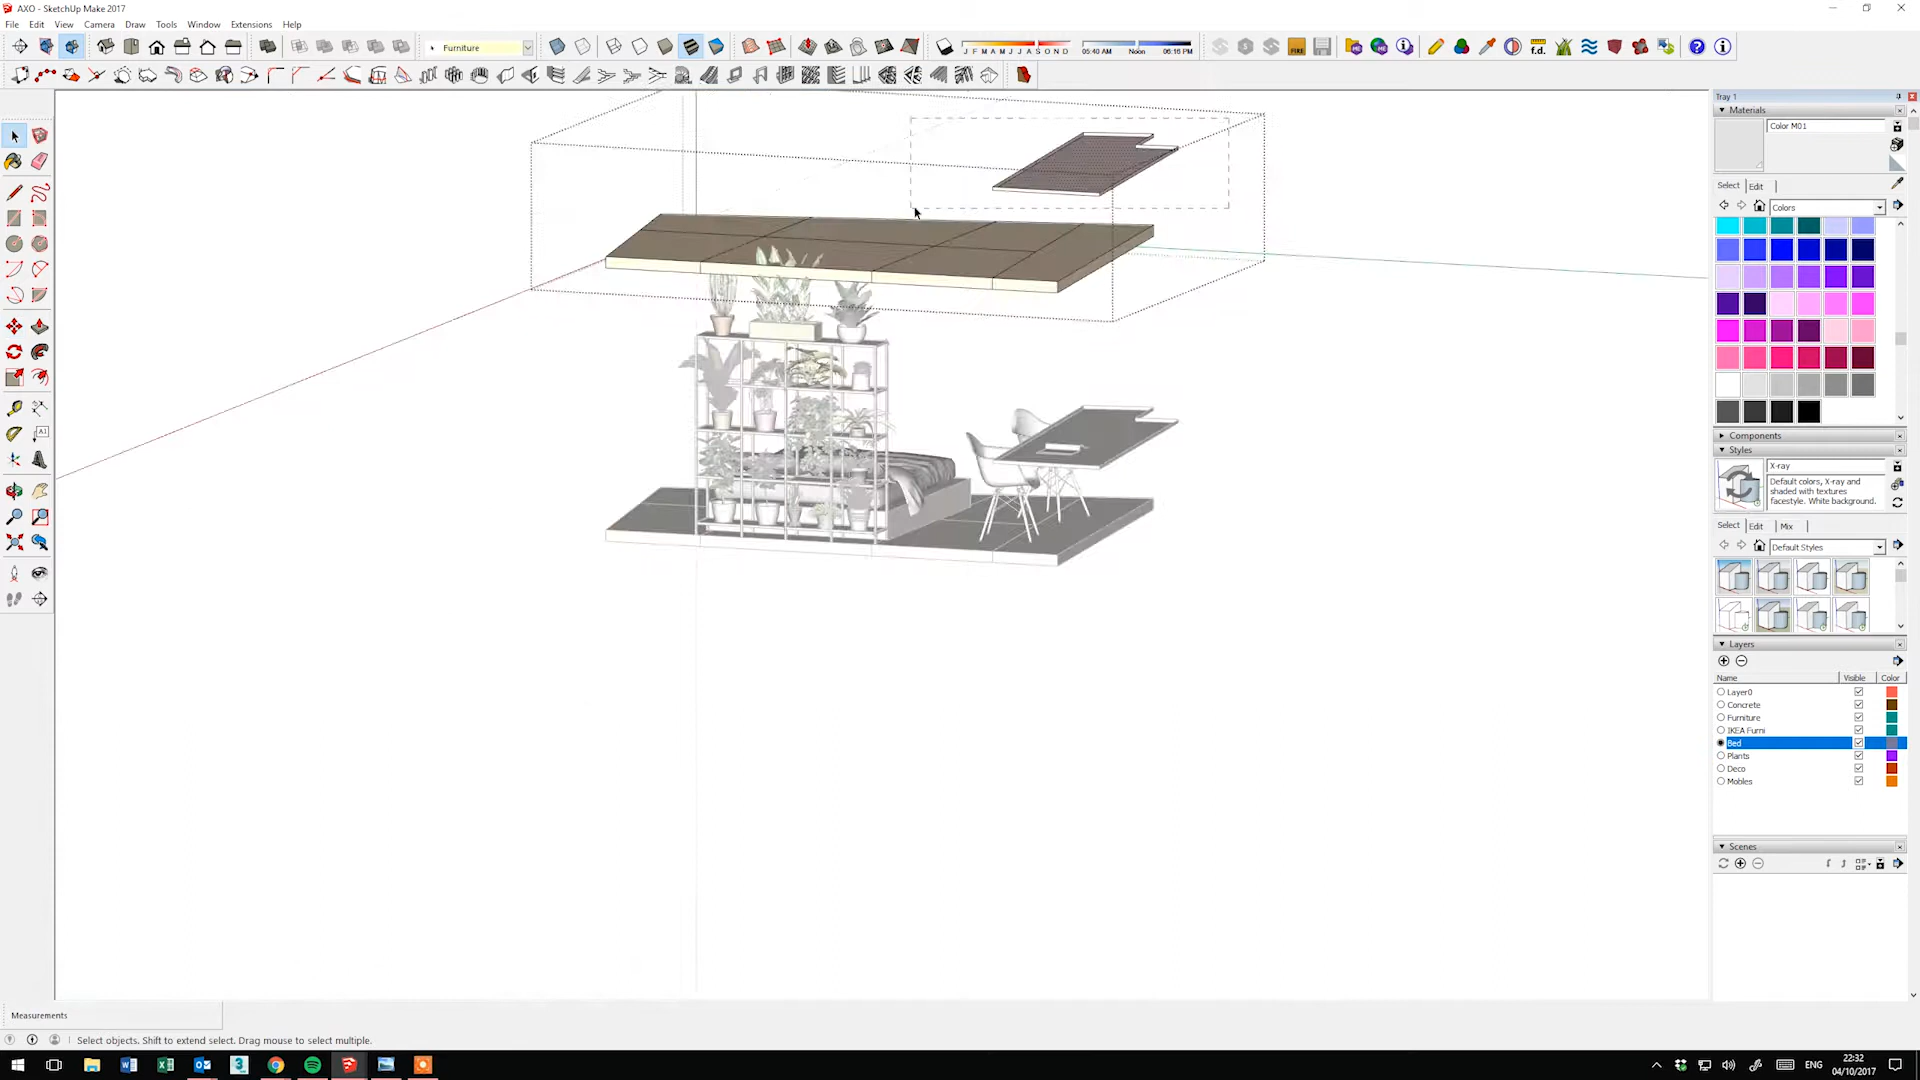 AXO - SketchUp Make 2017
File Edit View Camera Draw Tools Window Extensions Help
Furniture
J F M A M J J A S O N D
05:40 AM Noon 06:16 PM
f.d.
A1
Tray 1
Materials
Color M01
Select Edit
Colors
Components
Styles
X-ray
Default colors, X-ray and
shaded with textures
facestyle. White background.
Select Edit Mix
Default Styles
Layers
Name Visible Color
Layer0
Concrete
Furniture
IKEA Furni
Bed
Plants
Deco
Mobles
Scenes
Measurements
Select objects. Shift to extend select. Drag mouse to select multiple.
ENG
22:32
04/10/2017